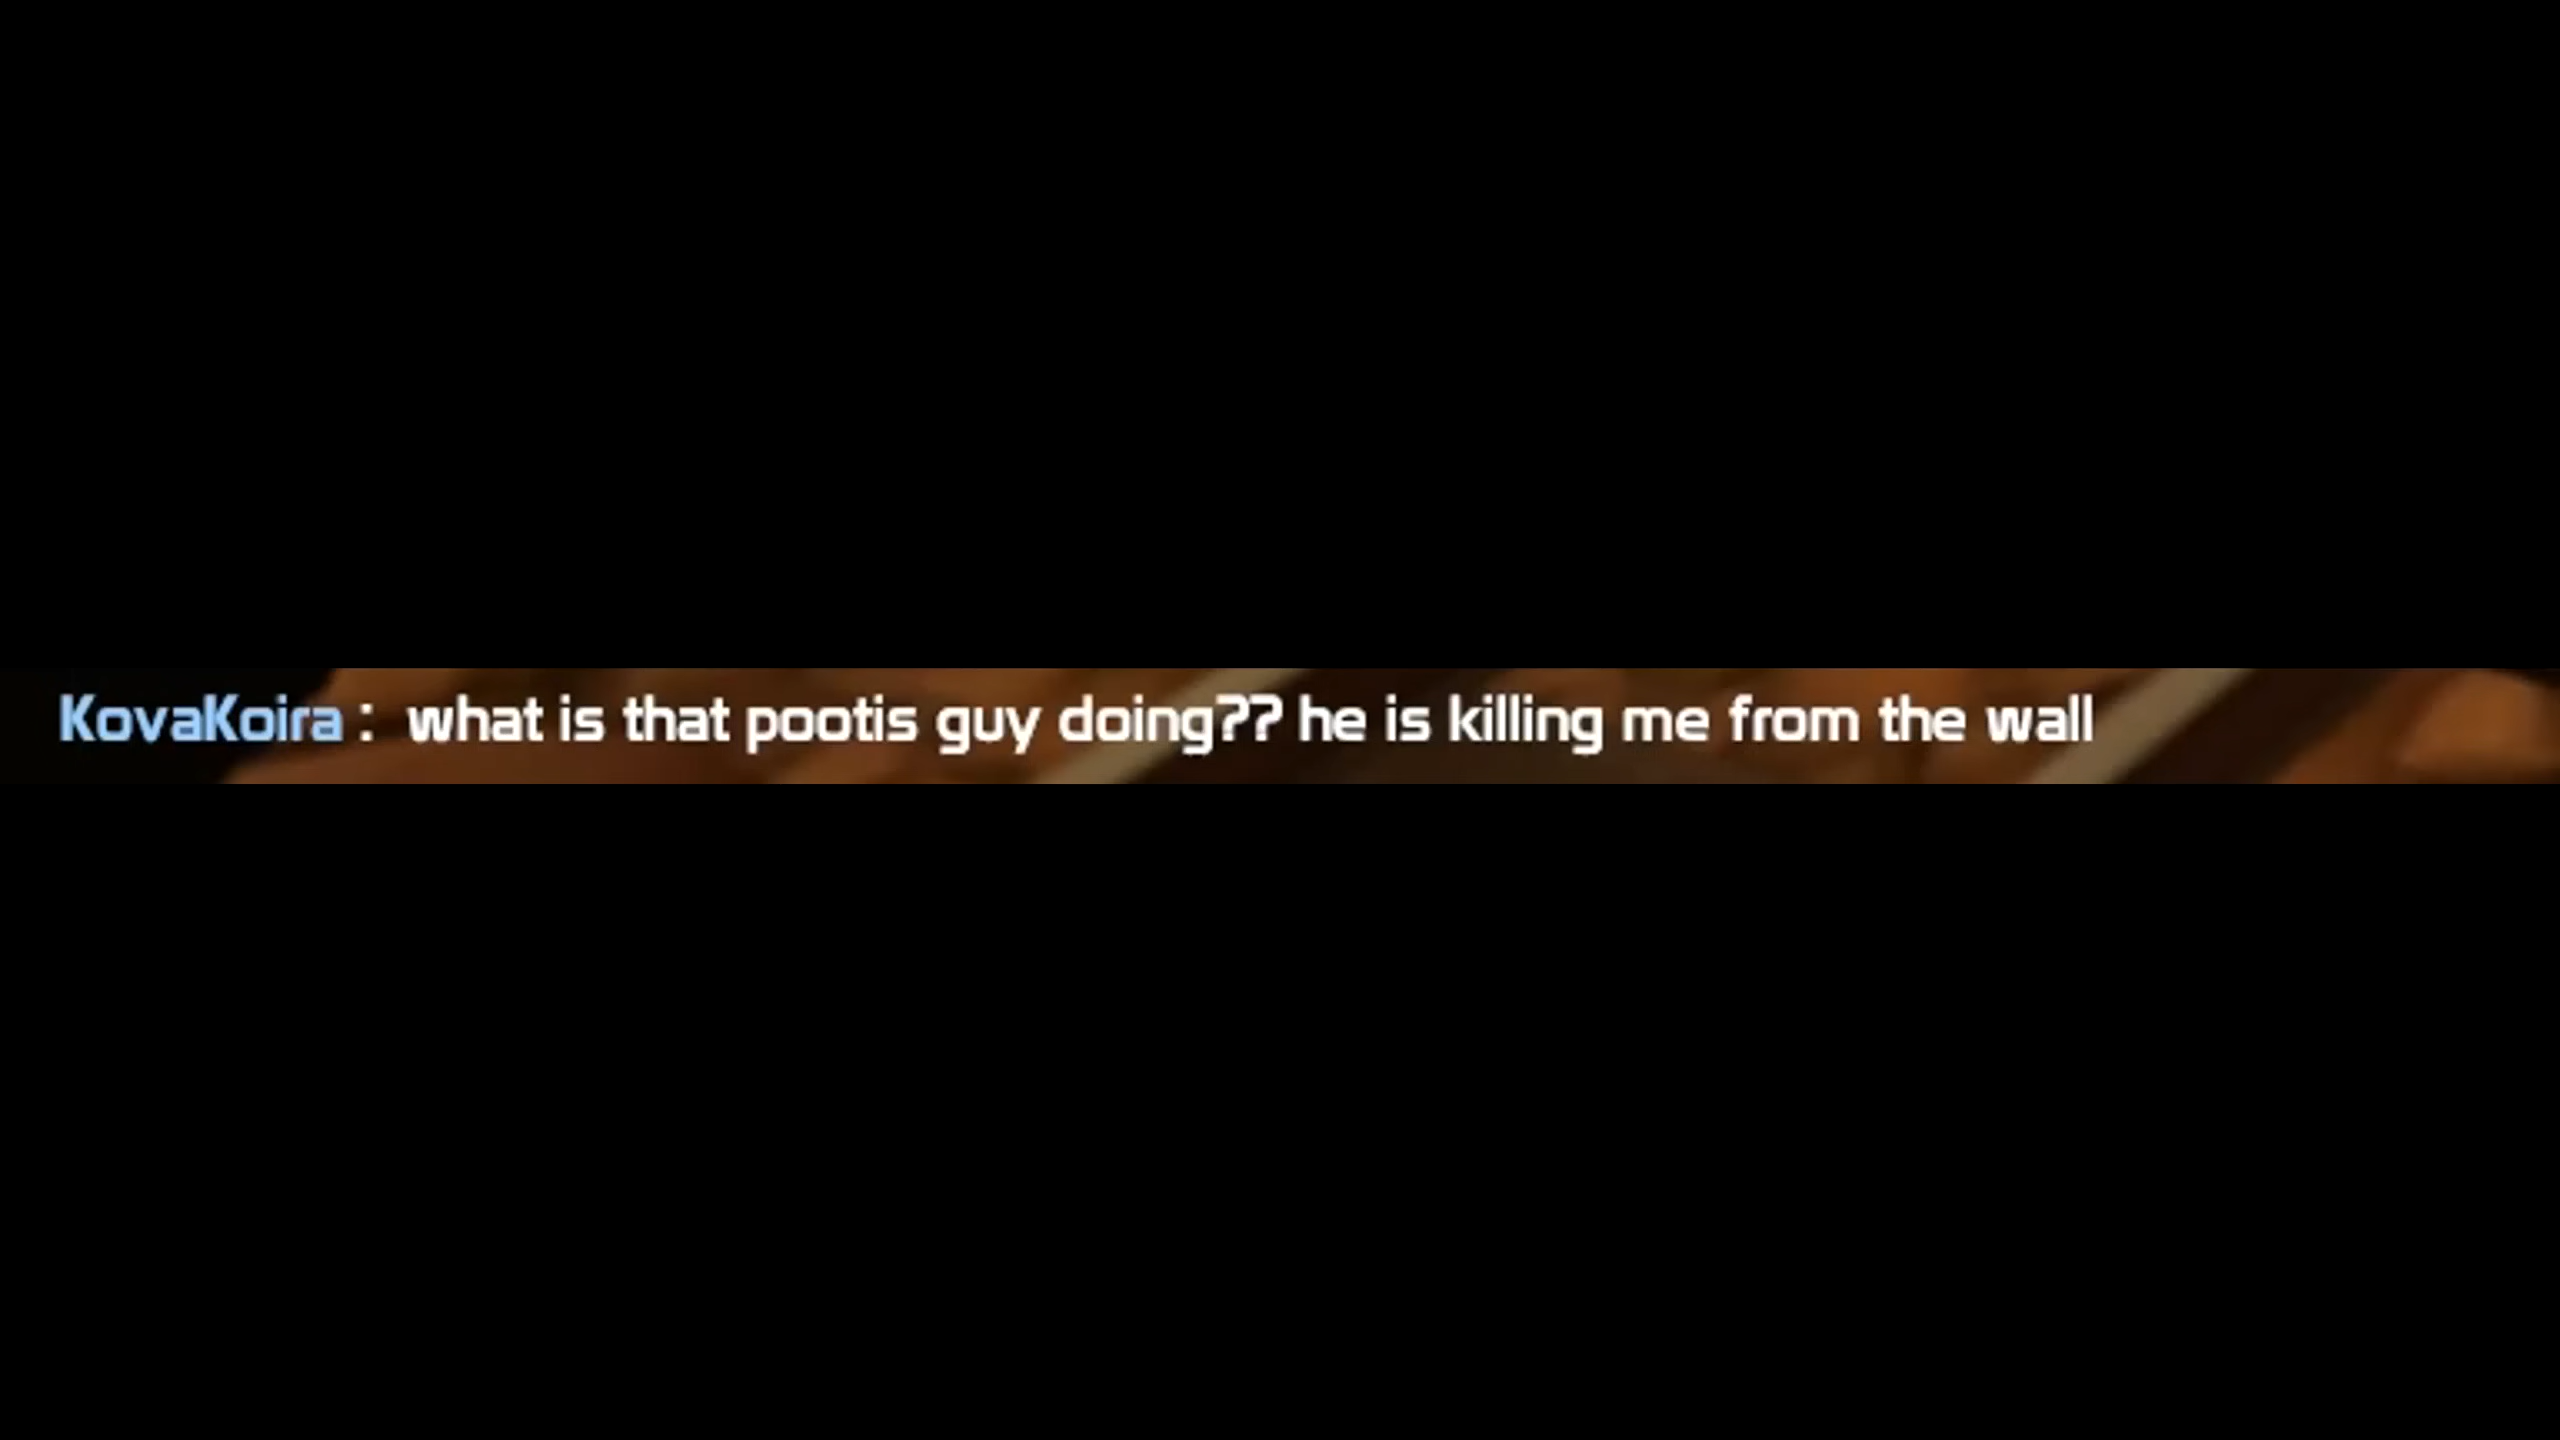 KovaKoira :  what is that pootis guy doing?? he is killing me from the wall